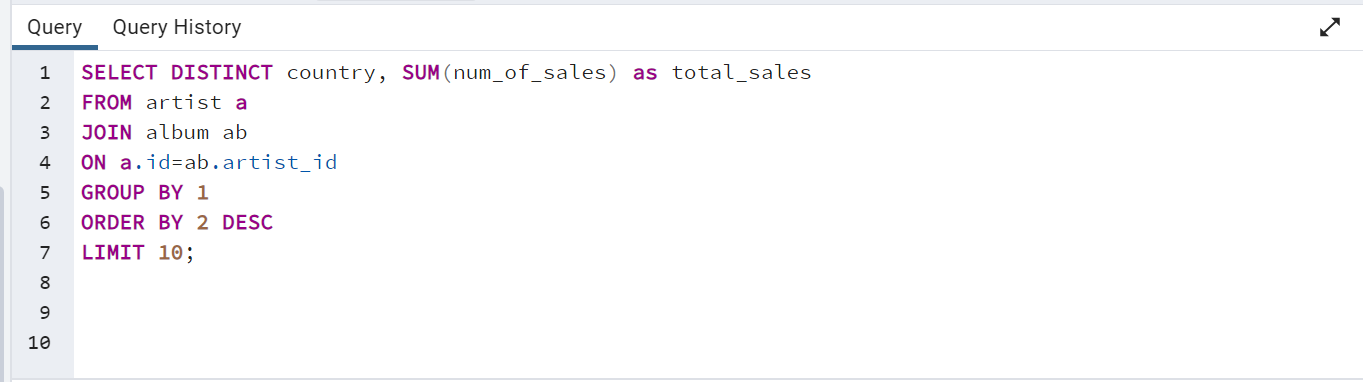 Query Query History
1 SELECT DISTINCT country, SUM(num_of_sales) as total_sales
2 FROM artist a
3 JOIN album ab
4 ON a.id=ab.artist_id
5 GROUP BY 1
6 ORDER BY 2 DESC
7 LIMIT 10;
8
9
10